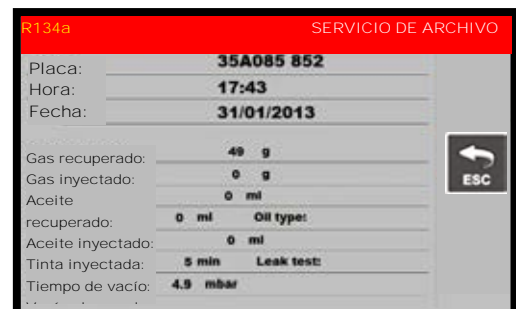 R134a SERVICIO DE ARCHIVO
Placa: 35A085 852
Hora: 17:43
Fecha: 31/01/2013
Gas recuperado: 49 g
Gas inyectado: 0 g
Aceite 0 ml
recuperado: 0 ml Oil type:
Aceite inyectado: 0 ml
Tinta inyectada: 5 min Leak test:
Tiempo de vacío: 4.9 mbar
ESC